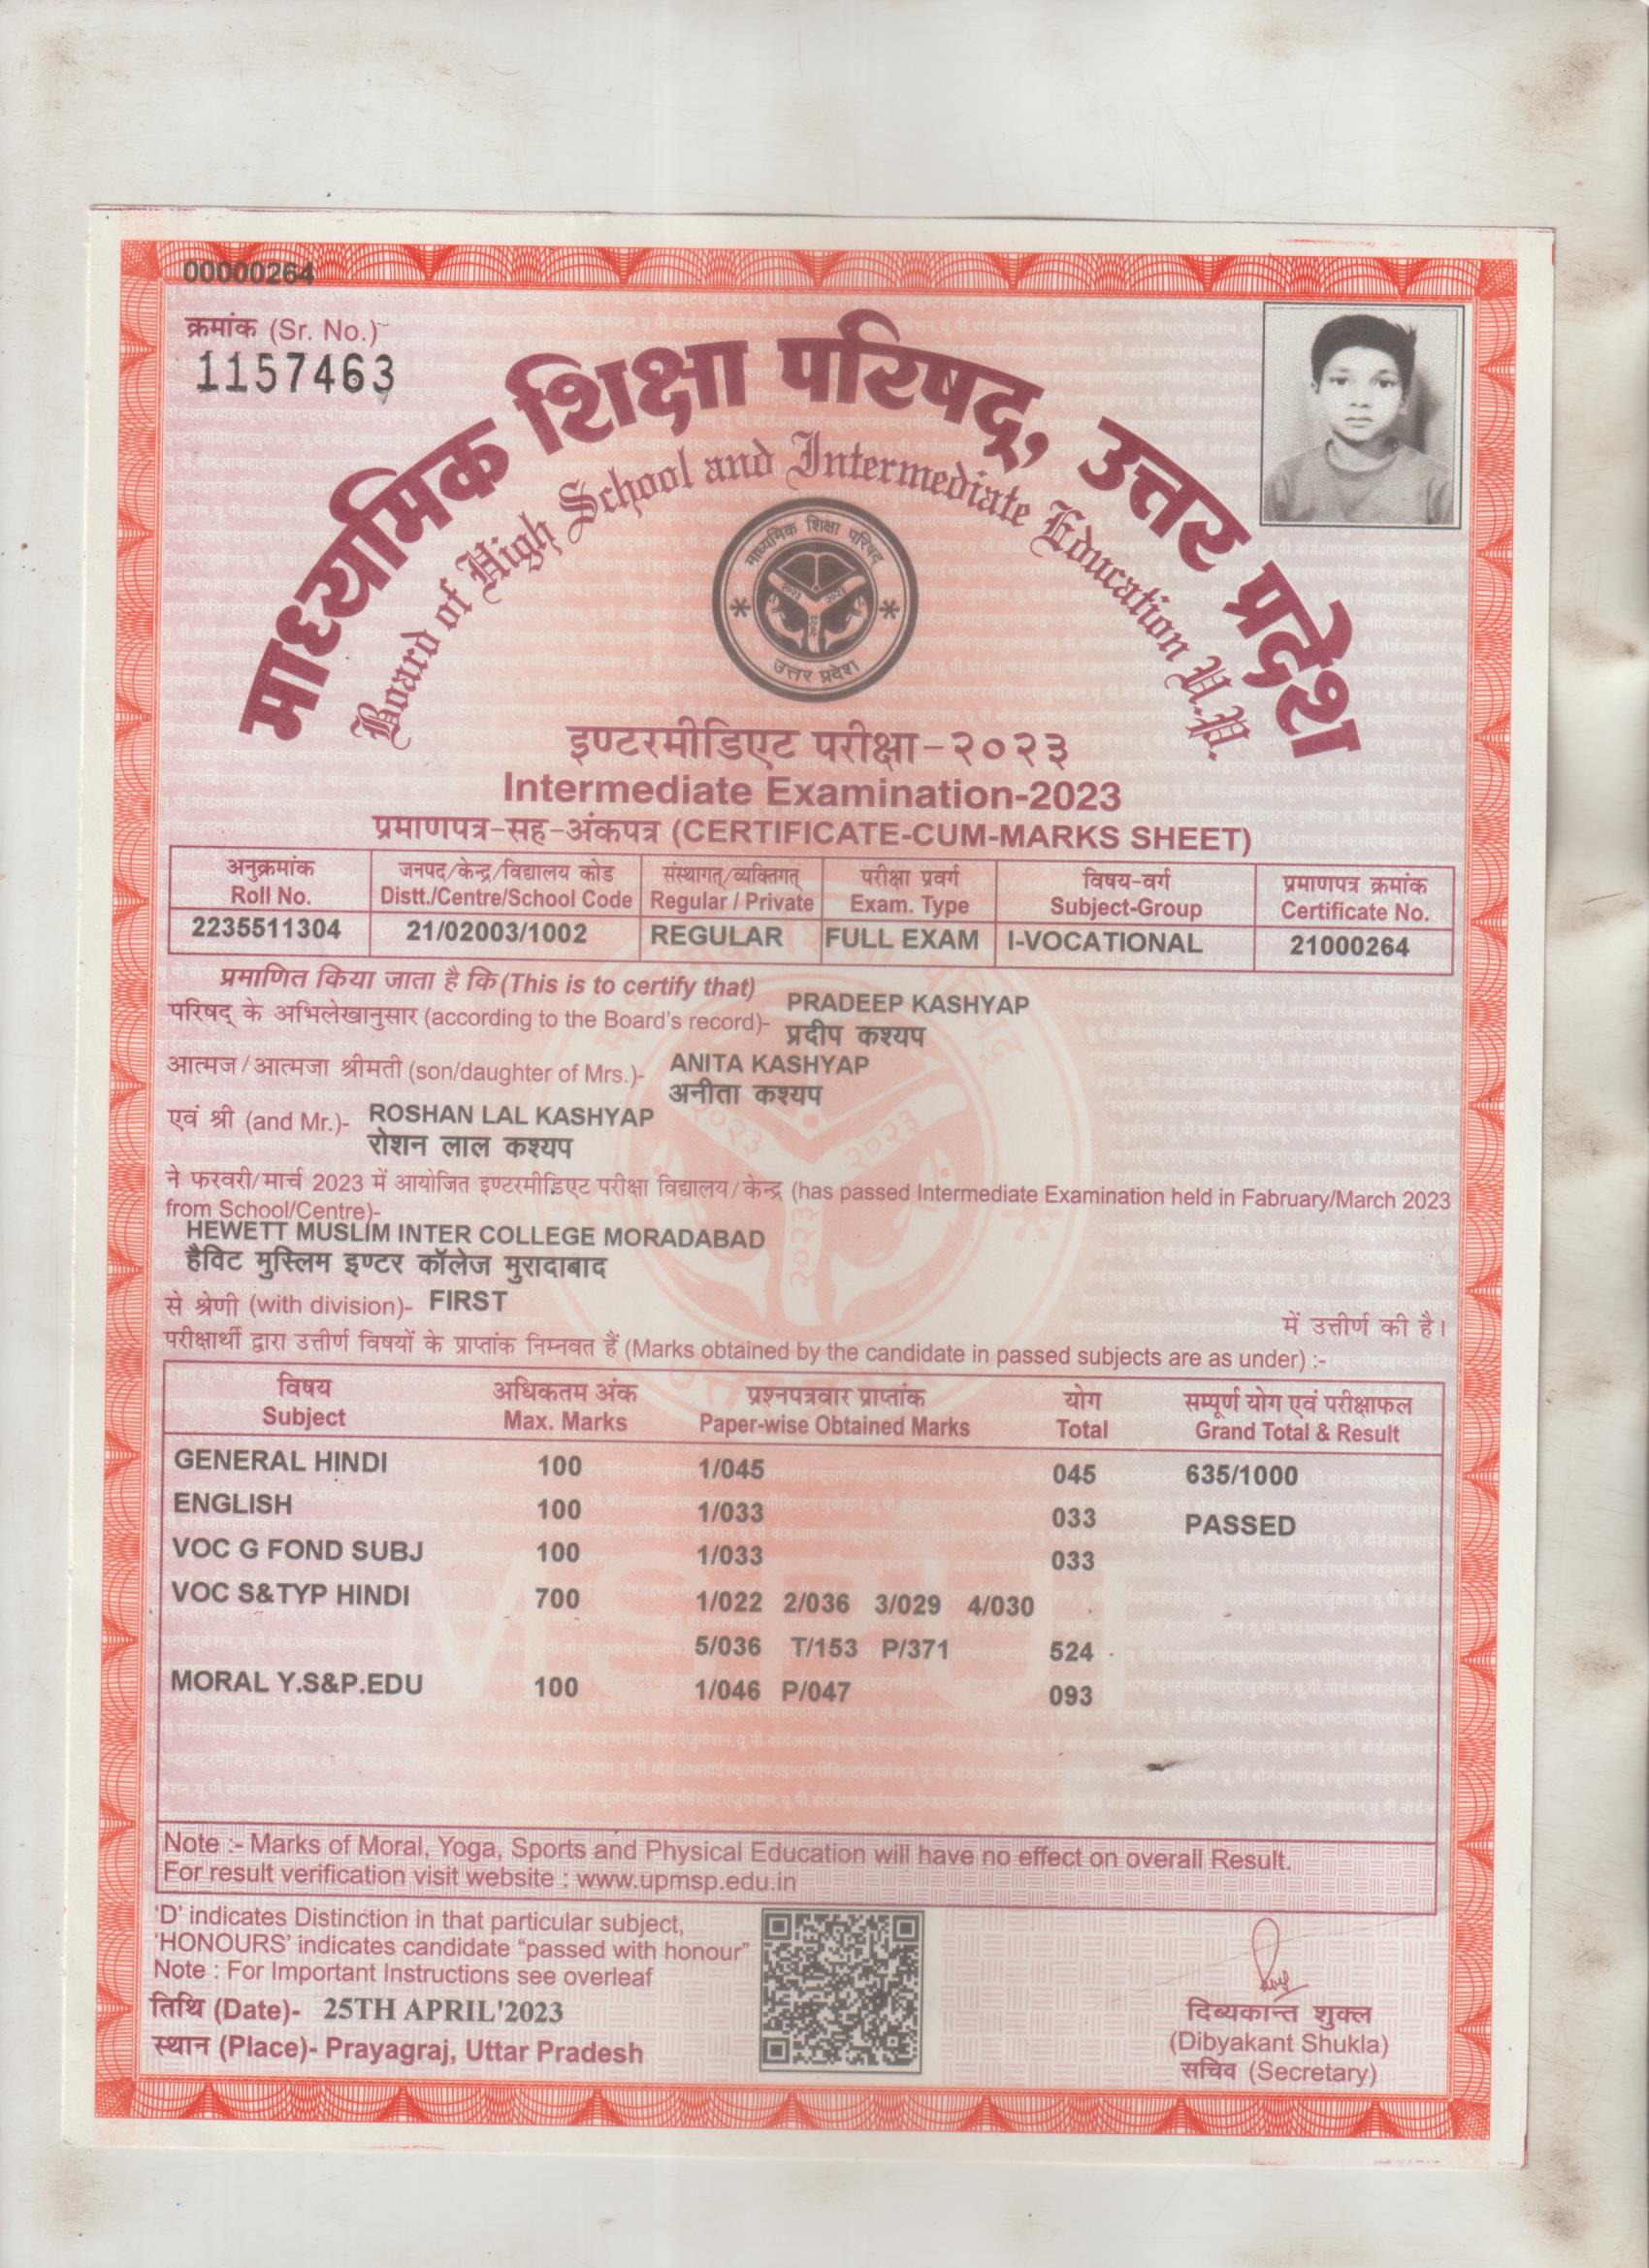 00000264
क्रमांक (Sr. No.)
1157463
माध्यमिक शिक्षा परिषद्, उत्तर प्रदेश
Board of High School and Intermediate Education U.P.
माध्यमिक शिक्षा परिषद
उत्तर प्रदेश
इण्टरमीडिएट परीक्षा-२०२३
Intermediate Examination-2023
प्रमाणपत्र-सह-अंकपत्र (CERTIFICATE-CUM-MARKS SHEET)
अनुक्रमांक जनपद/केन्द्र/विद्यालय कोड संस्थागत्/व्यक्तिगत् परीक्षा प्रवर्ग विषय-वर्ग प्रमाणपत्र क्रमांक
Roll No. Distt./Centre/School Code Regular / Private Exam. Type Subject-Group Certificate No.
2235511304 21/02003/1002 REGULAR FULL EXAM I-VOCATIONAL 21000264
प्रमाणित किया जाता है कि (This is to certify that)
परिषद् के अभिलेखानुसार (according to the Board's record)- PRADEEP KASHYAP
प्रदीप कश्यप
आत्मज/आत्मजा श्रीमती (son/daughter of Mrs.)- ANITA KASHYAP
अनीता कश्यप
एवं श्री (and Mr.)- ROSHAN LAL KASHYAP
रोशन लाल कश्यप
ने फरवरी/मार्च 2023 में आयोजित इण्टरमीडिएट परीक्षा विद्यालय/केन्द्र (has passed Intermediate Examination held in Fabruary/March 2023
from School/Centre)-
HEWETT MUSLIM INTER COLLEGE MORADABAD
हैविट मुस्लिम इण्टर कॉलेज मुरादाबाद
से श्रेणी (with division)- FIRST
में उत्तीर्ण की है।
परीक्षार्थी द्वारा उत्तीर्ण विषयों के प्राप्तांक निम्नवत हैं (Marks obtained by the candidate in passed subjects are as under) :-
विषय अधिकतम अंक प्रश्नपत्रवार प्राप्तांक योग सम्पूर्ण योग एवं परीक्षाफल
Subject Max. Marks Paper-wise Obtained Marks Total Grand Total & Result
GENERAL HINDI 100 1/045 045 635/1000
ENGLISH 100 1/033 033 PASSED
VOC G FOND SUBJ 100 1/033 033
VOC S&TYP HINDI 700 1/022 2/036 3/029 4/030
5/036 T/153 P/371 524
MORAL Y.S&P.EDU 100 1/046 P/047 093
Note :- Marks of Moral, Yoga, Sports and Physical Education will have no effect on overall Result.
For result verification visit website : www.upmsp.edu.in
'D' indicates Distinction in that particular subject,
'HONOURS' indicates candidate "passed with honour"
Note : For Important Instructions see overleaf
तिथि (Date)- 25TH APRIL'2023
स्थान (Place)- Prayagraj, Uttar Pradesh
दिब्यकान्त शुक्ल
(Dibyakant Shukla)
सचिव (Secretary)